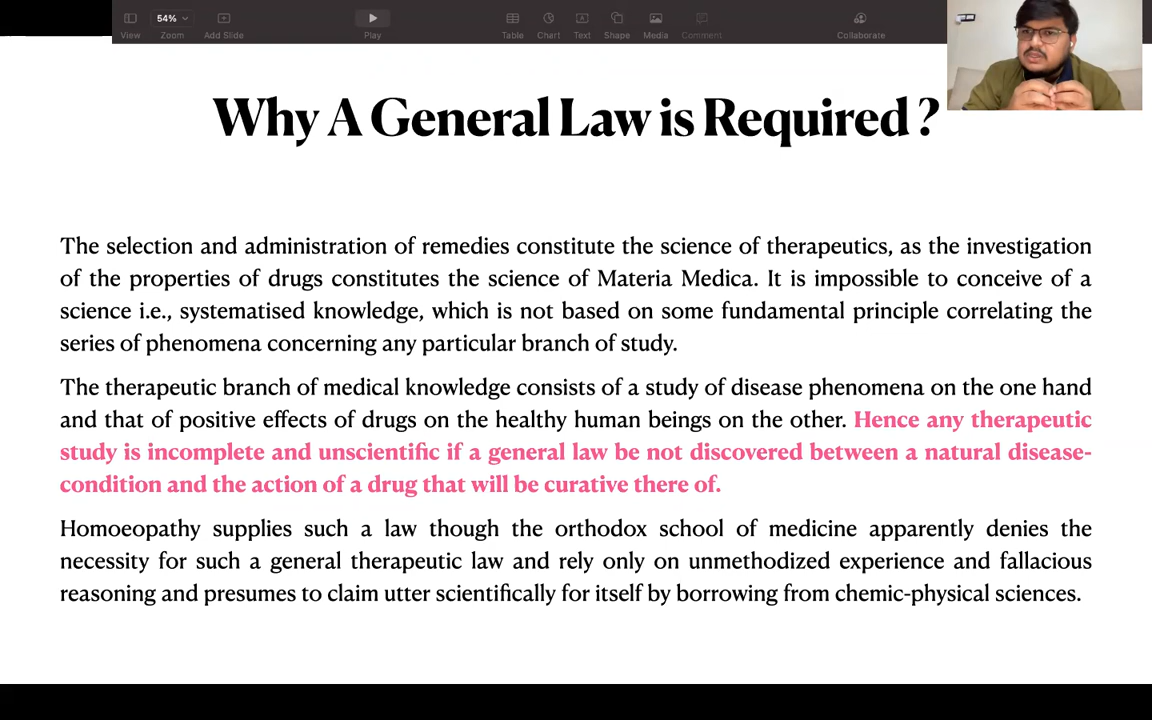 54%
View
Zoom
Add Slide
Play
Table
Chart
Text
Shape
Media
Comment
Collaborate
Why A General Law is Required ?
The selection and administration of remedies constitute the science of therapeutics, as the investigation
of the properties of drugs constitutes the science of Materia Medica. It is impossible to conceive of a
science i.e., systematised knowledge, which is not based on some fundamental principle correlating the
series of phenomena concerning any particular branch of study.
The therapeutic branch of medical knowledge consists of a study of disease phenomena on the one hand
and that of positive effects of drugs on the healthy human beings on the other. Hence any therapeutic
study is incomplete and unscientific if a general law be not discovered between a natural disease-
condition and the action of a drug that will be curative there of.
Homoeopathy supplies such a law though the orthodox school of medicine apparently denies the
necessity for such a general therapeutic law and rely only on unmethodized experience and fallacious
reasoning and presumes to claim utter scientifically for itself by borrowing from chemic-physical sciences.